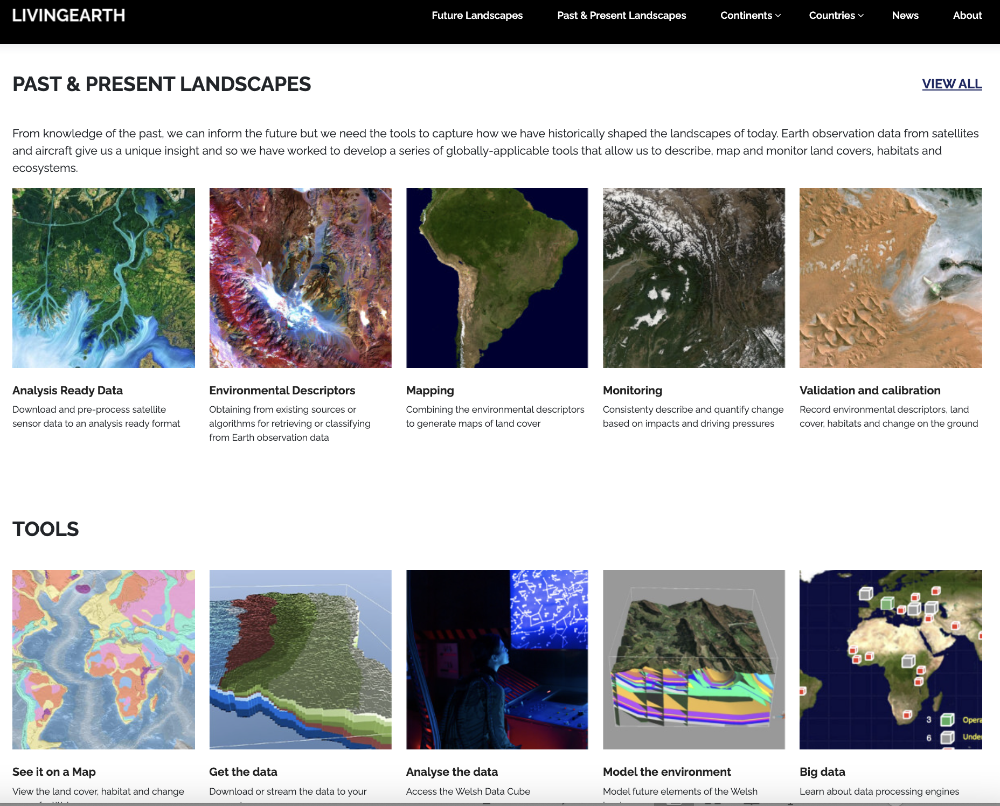 LIVINGEARTH
Future Landscapes
Past & Present Landscapes
Continents
Countries
News
About
PAST & PRESENT LANDSCAPES
VIEW ALL
From knowledge of the past, we can inform the future but we need the tools to capture how we have historically shaped the landscapes of today. Earth observation data from satellites
and aircraft give us a unique insight and so we have worked to develop a series of globally-applicable tools that allow us to describe, map and monitor land covers, habitats and
ecosystems.
Analysis Ready Data
Download and pre-process satellite
sensor data to an analysis ready format
Environmental Descriptors
Obtaining from existing sources or
algorithms for retrieving or classifying
from Earth observation data
Mapping
Combining the environmental descriptors
to generate maps of land cover
Monitoring
Consistenty describe and quantify change
based on impacts and driving pressures
Validation and calibration
Record environmental descriptors, land
cover, habitats and change on the ground
TOOLS
3 Opera
6 Under
See it on a Map
View the land cover, habitat and change
Get the data
Download or stream the data to your
Analyse the data
Access the Welsh Data Cube
Model the environment
Model future elements of the Welsh
Big data
Learn about data processing engines